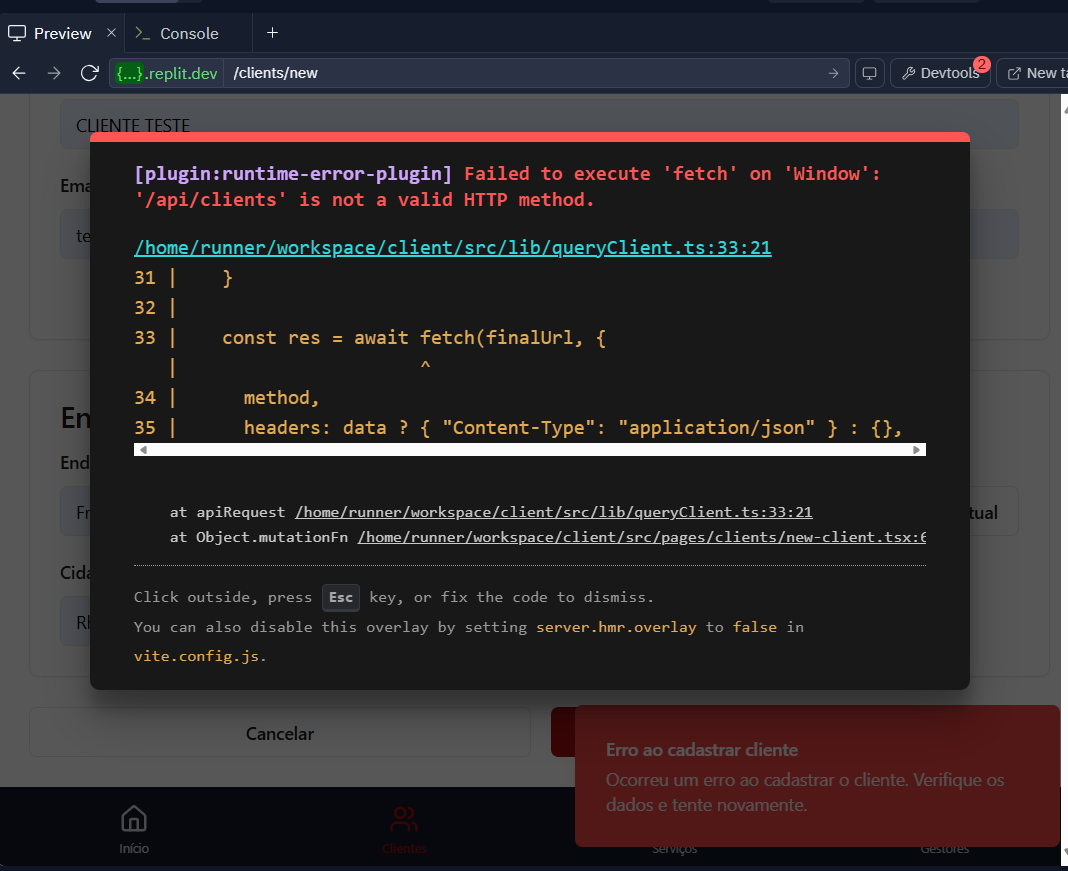 Preview
Console
{...}.replit.dev /clients/new
Devtools 2
New ta
CLIENTE TESTE
Ema
te
[plugin:runtime-error-plugin] Failed to execute 'fetch' on 'Window':
'/api/clients' is not a valid HTTP method.
/home/runner/workspace/client/src/lib/queryClient.ts:33:21
31 | }
32 |
33 | const res = await fetch(finalUrl, {
| ^
34 | method,
35 | headers: data ? { "Content-Type": "application/json" } : {},
En
End
Fr
tual
Cida
Rl
at apiRequest /home/runner/workspace/client/src/lib/queryClient.ts:33:21
at Object.mutationFn /home/runner/workspace/client/src/pages/clients/new-client.tsx:6
Click outside, press Esc key, or fix the code to dismiss.
You can also disable this overlay by setting server.hmr.overlay to false in
vite.config.js.
Cancelar
Erro ao cadastrar cliente
Ocorreu um erro ao cadastrar o cliente. Verifique os
dados e tente novamente.
Início
Clientes
Serviços
Gestores